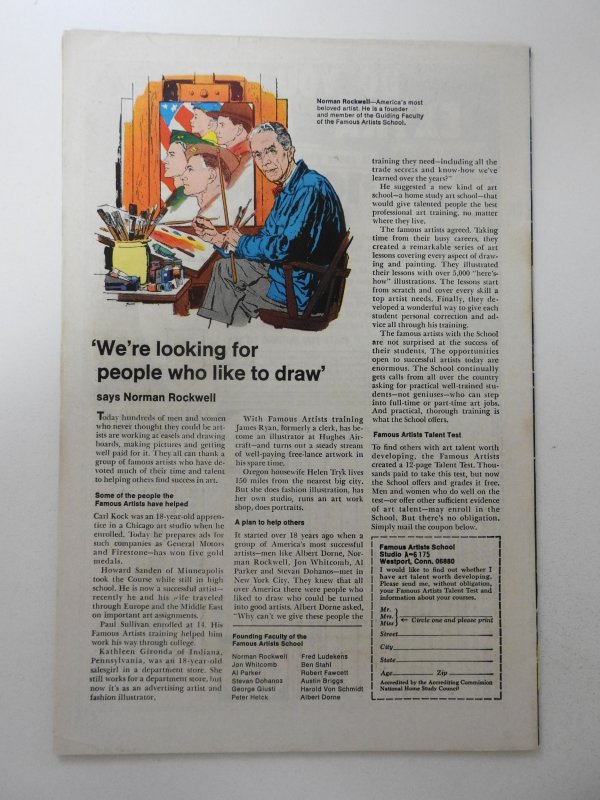 Norman Rockwell—America's most
beloved artist. He is a founder
and member of the Guiding Faculty
of the Famous Artists School.
'We're looking for
people who like to draw'
says Norman Rockwell
Today hundreds of men and women
who never thought they could be art-
ists are working at easels and drawing
boards, making pictures and getting
well paid for it. They all can thank a
group of famous artists who have de-
voted much of their time and talent
to helping others find success in art.
Some of the people the
Famous Artists have helped
Carl Kock was an 18-year-old appren-
tice in a Chicago art studio when he
enrolled. Today he prepares ads for
such companies as General Motors
and Firestone—has won five gold
medals.
Howard Sanden of Minneapolis
took the Course while still in high
school. He is now a successful artist—
recently he and his wife traveled
through Europe and the Middle East
on important art assignments.
Paul Sullivan enrolled at 14. His
Famous Artists training helped him
work his way through college.
Kathleen Gironda of Indiana,
Pennsylvania, was an 18-year-old
salesgirl in a department store. She
still works for a department store, but
now it's as an advertising artist and
fashion illustrator.
With Famous Artists training
James Ryan, formerly a clerk, has be-
come an illustrator at Hughes Air-
craft—and turns out a steady stream
of well-paying free-lance artwork in
his spare time.
Oregon housewife Helen Tryk lives
150 miles from the nearest big city.
But she does fashion illustration, has
her own studio, runs an art work
shop, does portraits.
A plan to help others
It started over 18 years ago when a
group of America's most successful
artists—men like Albert Dorne, Nor-
man Rockwell, Jon Whitcomb, Al
Parker and Stevan Dohanos—met in
New York City. They knew that all
over America there were people who
liked to draw who could be turned
into good artists. Albert Dorne asked,
"Why can't we give these people the
Founding Faculty of the
Famous Artists School
Norman Rockwell
Jon Whitcomb
Al Parker
Stevan Dohanos
George Giusti
Peter Helck
Fred Ludekens
Ben Stahl
Robert Fawcett
Austin Briggs
Harold Von Schmidt
Albert Dorne
training they need—including all the
trade secrets and know-how we've
learned over the years?"
He suggested a new kind of art
school—a home study art school—that
would give talented people the best
professional art training, no matter
where they live.
The famous artists agreed. Taking
time from their busy careers, they
created a remarkable series of art
lessons covering every aspect of draw-
ing and painting. They illustrated
their lessons with over 5,000 "here's-
how" illustrations. The lessons start
from scratch and cover every skill a
top artist needs. Finally, they de-
veloped a wonderful way to give each
student personal correction and ad-
vice all through his training.
The famous artists with the School
are not surprised at the success of
their students. The opportunities
open to successful artists today are
enormous. The School continually
gets calls from all over the country
asking for practical well-trained stu-
dents—not geniuses—who can step
into full-time or part-time art jobs.
And practical, thorough training is
what the School offers.
Famous Artists Talent Test
To find others with art talent worth
developing, the Famous Artists
created a 12-page Talent Test. Thou-
sands paid to take this test, but now
the School offers and grades it free.
Men and women who do well on the
test—or offer other sufficient evidence
of art talent—may enroll in the
School. But there's no obligation.
Simply mail the coupon below.
Famous Artists School
Studio A-6175
Westport, Conn. 06880
I would like to find out whether I
have art talent worth developing.
Please send me, without obligation,
your Famous Artists Talent Test and
information about your courses.
Mr.
Mrs.
Miss
← Circle one and please print
Street
City
State
Age Zip
Accredited by the Accrediting Commission
National Home Study Council